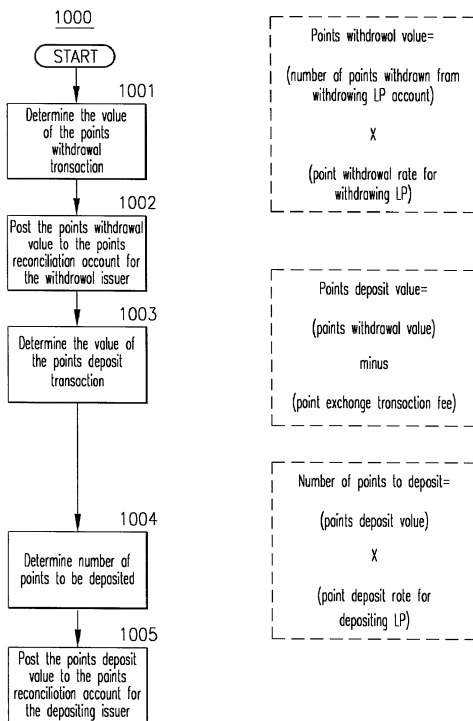 1000
START
1001
Determine the value
of the points
withdrawal
transaction
1002
Post the points withdrawal
value to the points
reconciliation account for
the withdrawal issuer
1003
Determine the value of
the points deposit
transaction
1004
Determine number of
points to be deposited
1005
Post the points deposit
value to the points
reconciliation account for
the depositing issuer
Points withdrawal value=
(number of points withdrawn from
withdrawing LP account)
X
(point withdrawal rate for
withdrawing LP)
Points deposit value=
(points withdrawal value)
minus
(point exchange transaction fee)
Number of points to deposit=
(points deposit value)
X
(point deposit rate for
depositing LP)